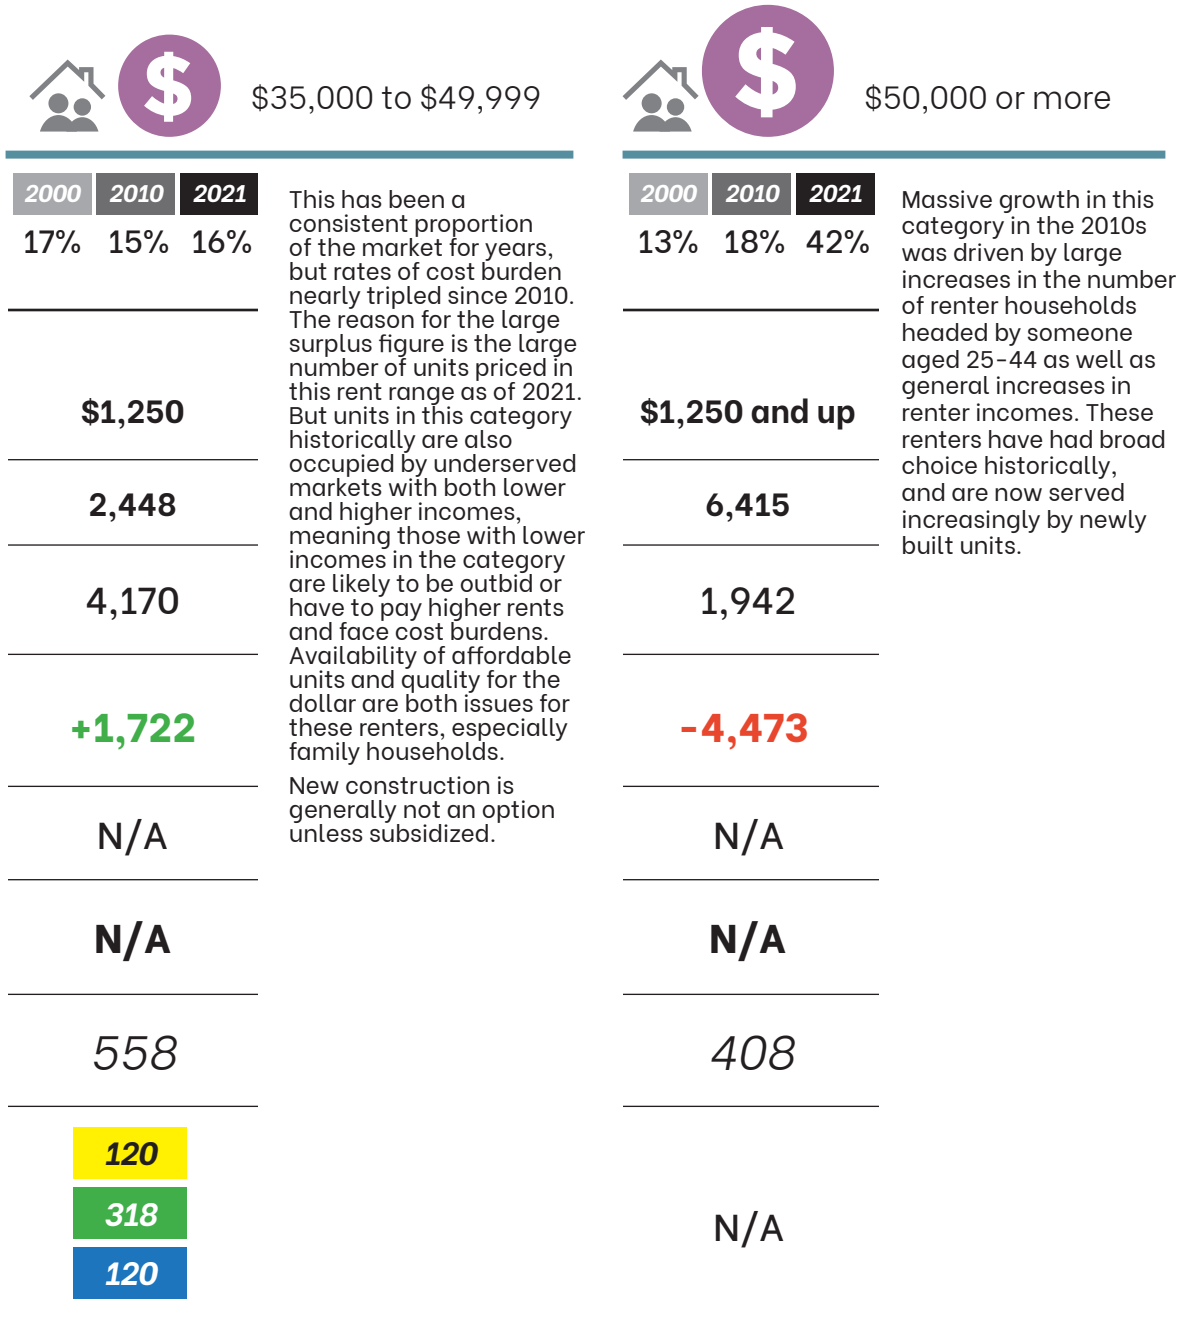 $
$35,000 to $49,999
2000 2010 2021
17% 15% 16%
$1,250
2,448
4,170
+1,722
N/A
N/A
558
120
318
120
This has been a
consistent proportion
of the market for years,
but rates of cost burden
nearly tripled since 2010.
The reason for the large
surplus figure is the large
number of units priced in
this rent range as of 2021.
But units in this category
historically are also
occupied by underserved
markets with both lower
and higher incomes,
meaning those with lower
incomes in the category
are likely to be outbid or
have to pay higher rents
and face cost burdens.
Availability of affordable
units and quality for the
dollar are both issues for
these renters, especially
family households.
New construction is
generally not an option
unless subsidized.
$
$50,000 or more
2000 2010 2021
13% 18% 42%
$1,250 and up
6,415
1,942
-4,473
N/A
N/A
408
N/A
Massive growth in this
category in the 2010s
was driven by large
increases in the number
of renter households
headed by someone
aged 25-44 as well as
general increases in
renter incomes. These
renters have had broad
choice historically,
and are now served
increasingly by newly
built units.